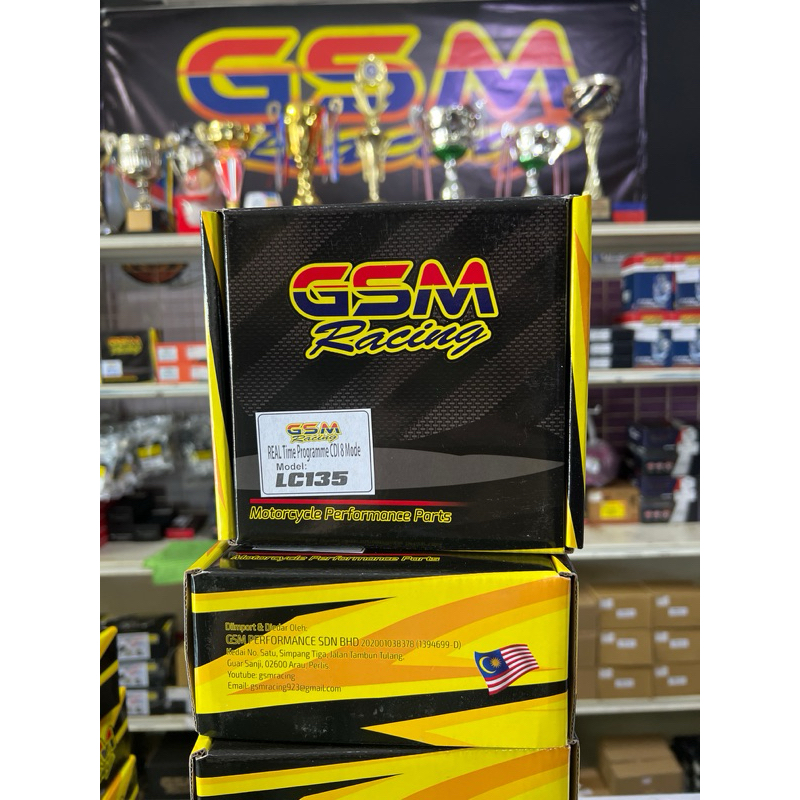 GSM
Racing
GSM
Racing
GSM
Racing
REAL Time Programme CDI 8 Mode
Model:
LC135
Motorcycle Performance Parts
Motorcycle Performance Parts
Diimport & Diedar Oleh:
GSM PERFORMANCE SDN BHD 202001038378 (1394699-D)
Kedai No, Satu, Simpang Tiga, Jalan Tambun Tulang,
Guar Sanji, 02600 Arau, Perlis
Youtube: gsmracing
Email: gsmracing923@gmail.com